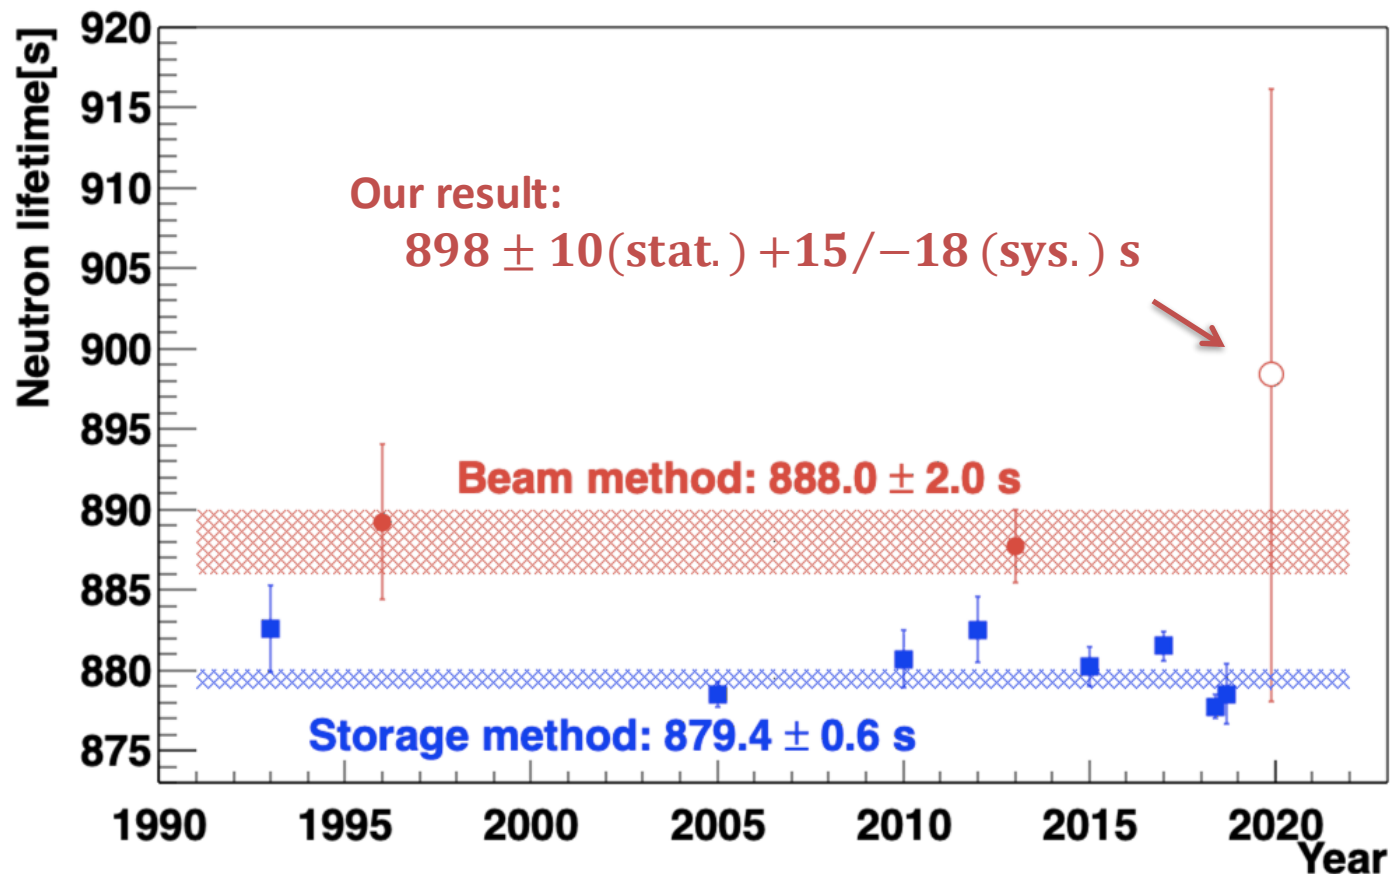 Neutron lifetime[s]
920
915
910
905
900
895
890
885
880
875
Our result:
898 ± 10(stat.) +15/−18 (sys.) s
Beam method: 888.0 ± 2.0 s
Storage method: 879.4 ± 0.6 s
1990 1995 2000 2005 2010 2015 2020
Year